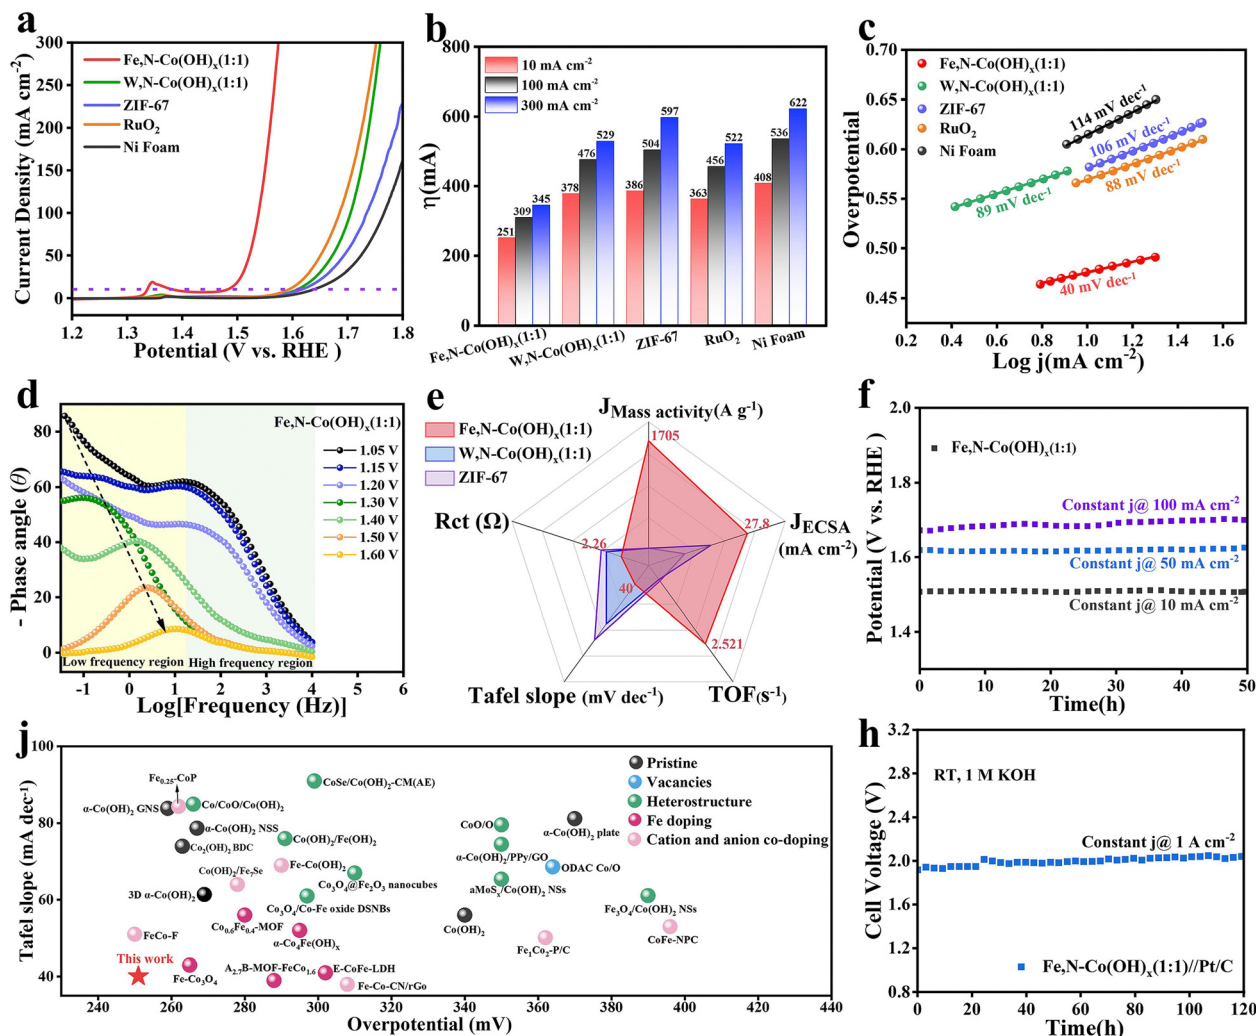 a
300
250
200
150
100
50
0
Current Density (mA cm-2)
Fe,N-Co(OH)x(1:1)
W,N-Co(OH)x(1:1)
ZIF-67
RuO2
Ni Foam
1.2 1.3 1.4 1.5 1.6 1.7 1.8
Potential (V vs. RHE )
b
800
600
400
200
0
η(mA)
10 mA cm-2
100 mA cm-2
300 mA cm-2
251 309 345
378 476 529
386 504 597
363 456 522
408 536 622
Fe,N-Co(OH)x(1:1) W,N-Co(OH)x(1:1) ZIF-67 RuO2 Ni Foam
c
0.70
0.65
0.60
0.55
0.50
0.45
Overpotential
Fe,N-Co(OH)x(1:1)
W,N-Co(OH)x(1:1)
ZIF-67
RuO2
Ni Foam
114 mV dec-1
106 mV dec-1
88 mV dec-1
89 mV dec-1
40 mV dec-1
0.2 0.4 0.6 0.8 1.0 1.2 1.4 1.6
Log j(mA cm-2)
d
80
60
40
20
0
- Phase angle (θ)
Fe,N-Co(OH)x(1:1)
1.05 V
1.15 V
1.20 V
1.30 V
1.40 V
1.50 V
1.60 V
Low frequency region High frequency region
-1 0 1 2 3 4 5 6
Log[Frequency (Hz)]
e
JMass activity(A g-1)
Fe,N-Co(OH)x(1:1)
W,N-Co(OH)x(1:1)
ZIF-67
1705
Rct (Ω)
JECSA
(mA cm-2)
27.8
2.26
40
2.521
Tafel slope (mV dec-1)
TOF(s-1)
f
2.0
1.8
1.6
1.4
Potential (V vs. RHE )
Fe,N-Co(OH)x(1:1)
Constant j@ 100 mA cm-2
Constant j@ 50 mA cm-2
Constant j@ 10 mA cm-2
0 10 20 30 40 50
Time(h)
j
100
80
60
40
Tafel slope (mA dec-1)
Pristine
Vacancies
Heterostructure
Fe doping
Cation and anion co-doping
Fe0.25-CoP
CoSe/Co(OH)2-CM(AE)
α-Co(OH)2 GNS
Co/CoO/Co(OH)2
α-Co(OH)2 NSS
Co2(OH)2 BDC
Co(OH)2/Fe(OH)2
CoO/O
α-Co(OH)2 plate
α-Co(OH)2/PPy/GO
Fe-Co(OH)2
ODAC Co/O
Co(OH)2/Fe7Se
Co3O4@Fe2O3 nanocubes
aMoSx/Co(OH)2 NSs
3D α-Co(OH)2
Co3O4/Co-Fe oxide DSNBs
Fe3O4/Co(OH)2 NSs
Co0.6Fe0.4-MOF
Co(OH)2
FeCo-F
α-Co4Fe(OH)x
CoFe-NPC
Fe1Co2-P/C
This work
A2.7B-MOF-FeCo1.6
E-CoFe-LDH
Fe-Co3O4
Fe-Co-CN/rGo
240 260 280 300 320 340 360 380 400 420 440
Overpotential (mV)
h
3.2
2.8
2.4
2.0
1.6
1.2
0.8
Cell Voltage (V)
RT, 1 M KOH
Constant j@ 1 A cm-2
Fe,N-Co(OH)x(1:1)//Pt/C
0 20 40 60 80 100 120
Time(h)